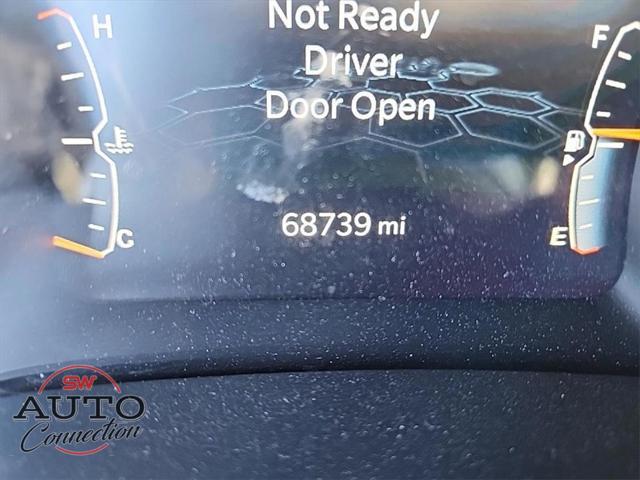 H
F
Not Ready
Driver
Door Open
68739 mi
C
E
SW
AUTO
Connection